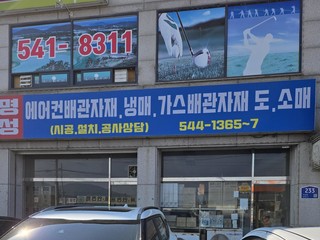 541-8311
명정
에어컨배관자재,냉매,가스배관자재 도,소매
(시공,설치,공사상담) 544-1365~7
233